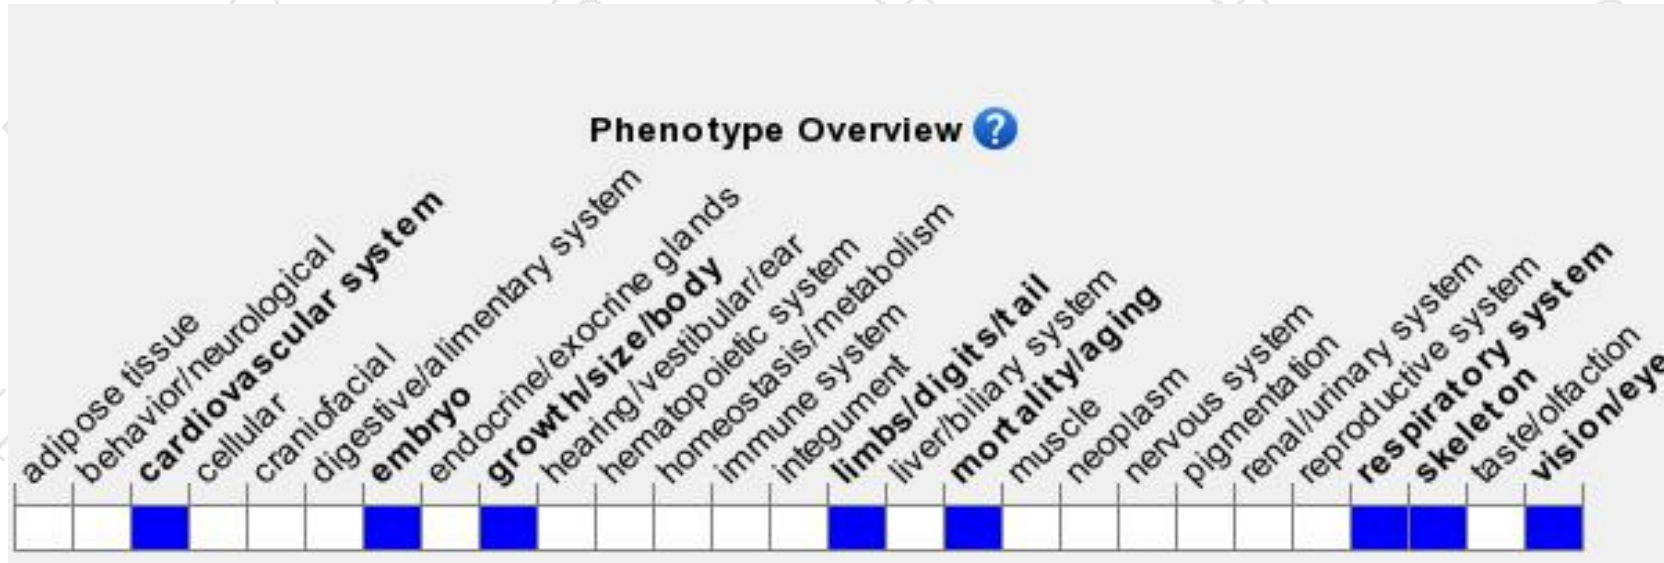 Phenotype Overview ?
adipose tissue
behavior/neurological
cardiovascular system
cellular
craniofacial
digestive/alimentary system
embryo
endocrine/exocrine glands
growth/size/body
hearing/vestibular/ear
hematopoietic system
homeostasis/metabolism
immune system
integument
limbs/digits/tail
liver/biliary system
mortality/aging
muscle
neoplasm
nervous system
pigmentation
renal/urinary system
reproductive system
respiratory system
skeleton
taste/olfaction
vision/eye